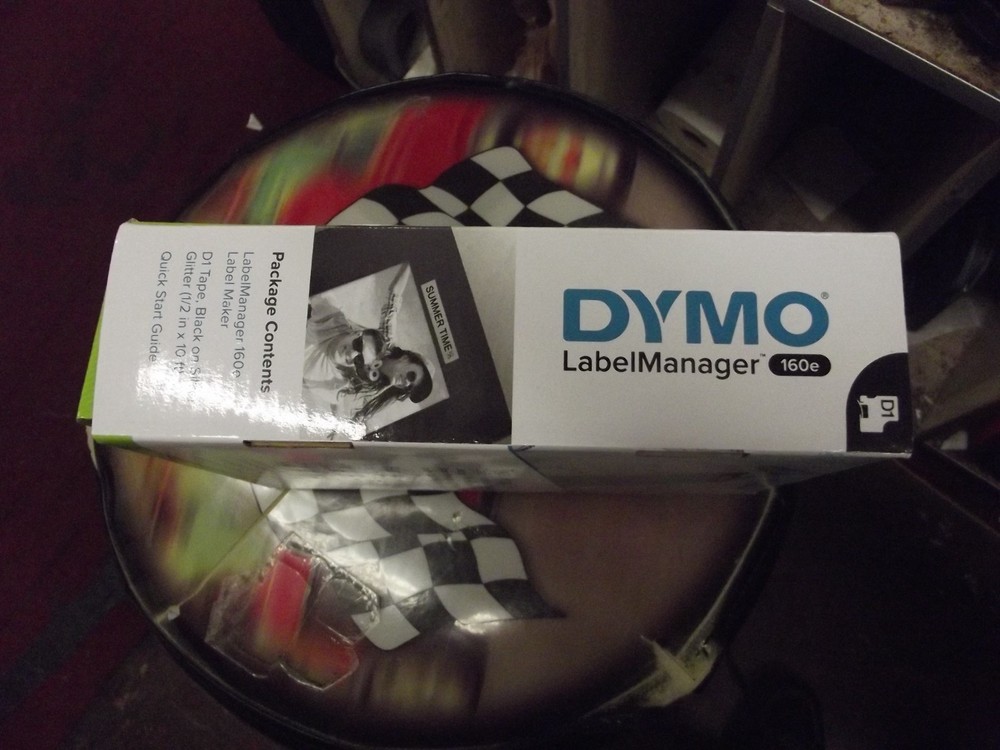 DYMO®
LabelManager™ 160e
D1
SUMMER TIME
Package Contents
LabelManager 160e
Label Maker
D1 Tape, Black on
Glitter (1/2 in x 10
Quick Start Guide